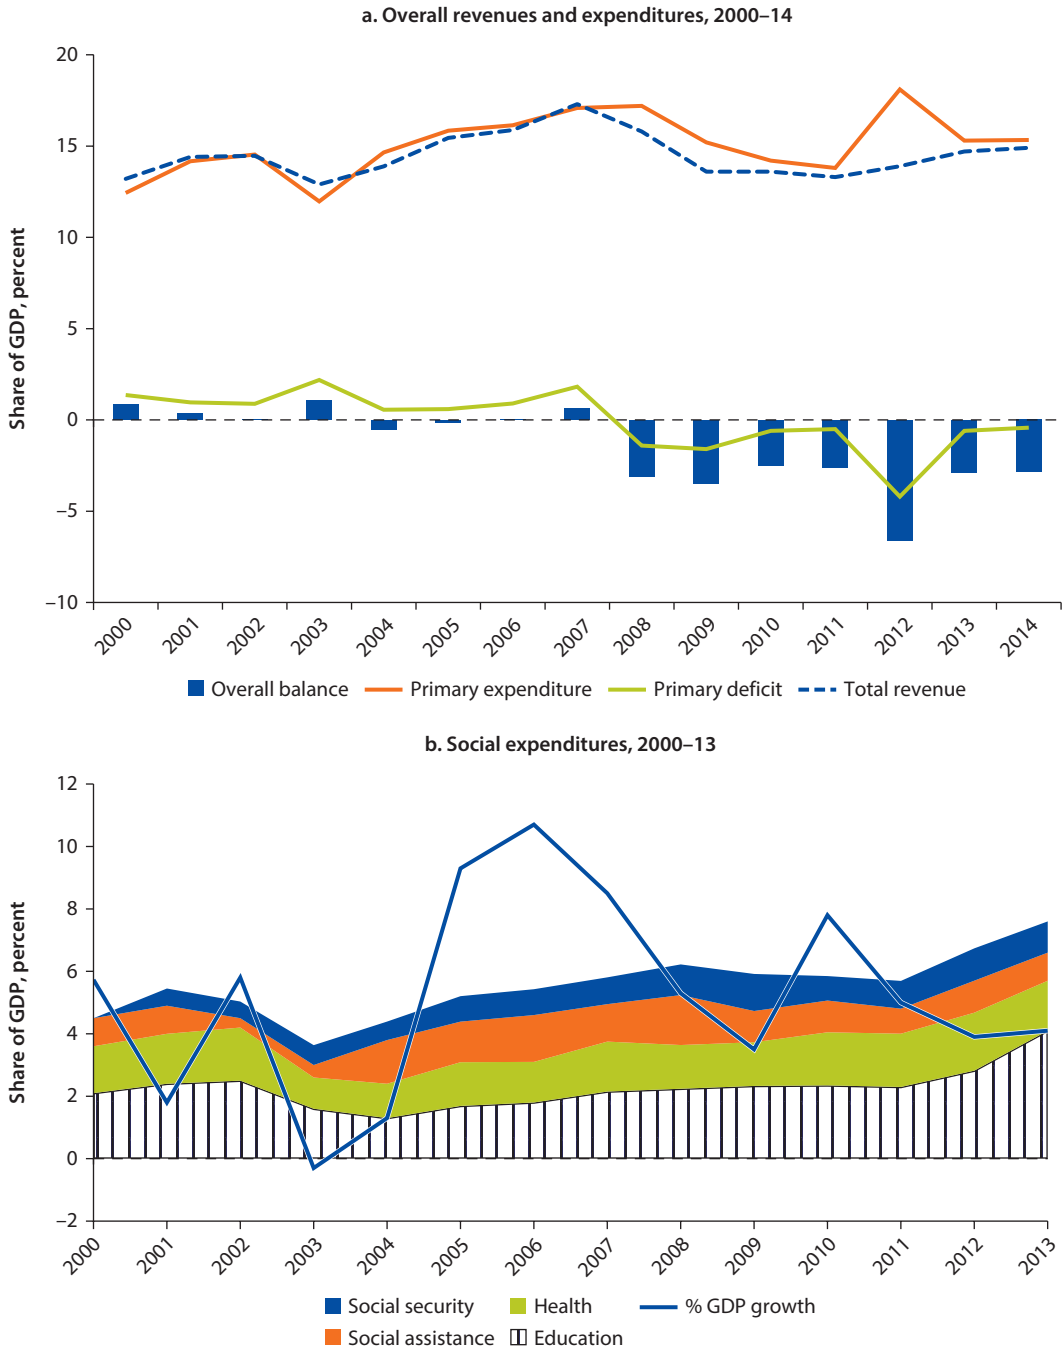 a. Overall revenues and expenditures, 2000–14
Share of GDP, percent
20
15
10
5
0
–5
–10
2000 2001 2002 2003 2004 2005 2006 2007 2008 2009 2010 2011 2012 2013 2014
Overall balance Primary expenditure Primary deficit Total revenue
b. Social expenditures, 2000–13
Share of GDP, percent
12
10
8
6
4
2
0
–2
2000 2001 2002 2003 2004 2005 2006 2007 2008 2009 2010 2011 2012 2013
Social security Health % GDP growth
Social assistance Education